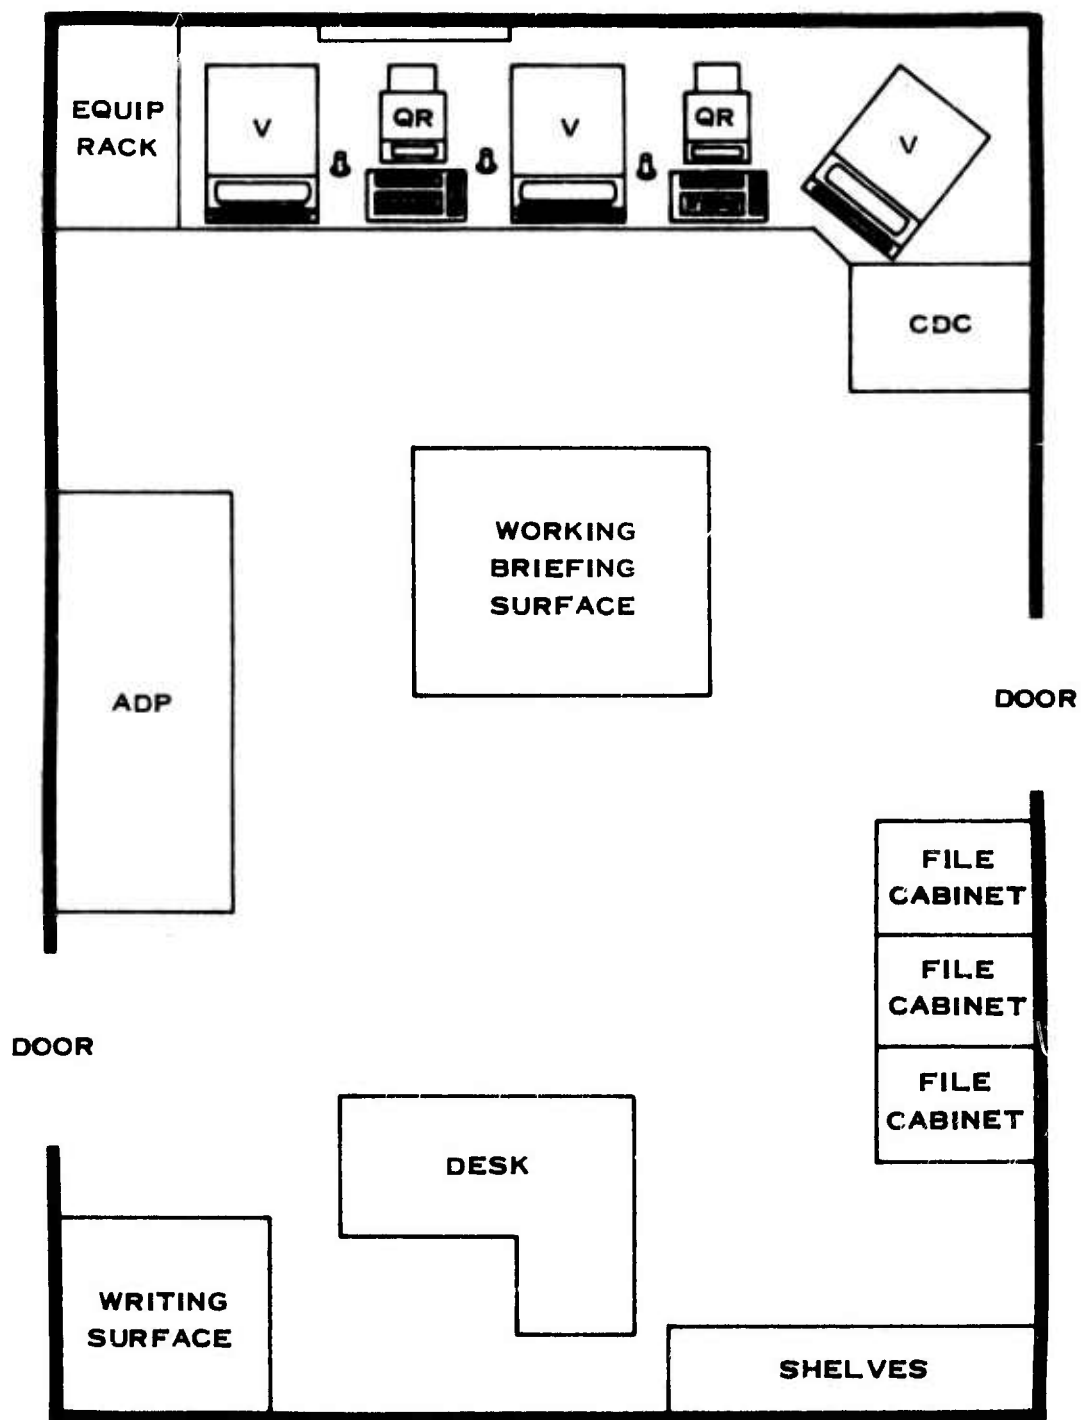 EQUIP
RACK
V
QR
V
QR
V
CDC
WORKING
BRIEFING
SURFACE
ADP
DOOR
FILE
CABINET
FILE
CABINET
DOOR
FILE
CABINET
DESK
WRITING
SURFACE
SHELVES